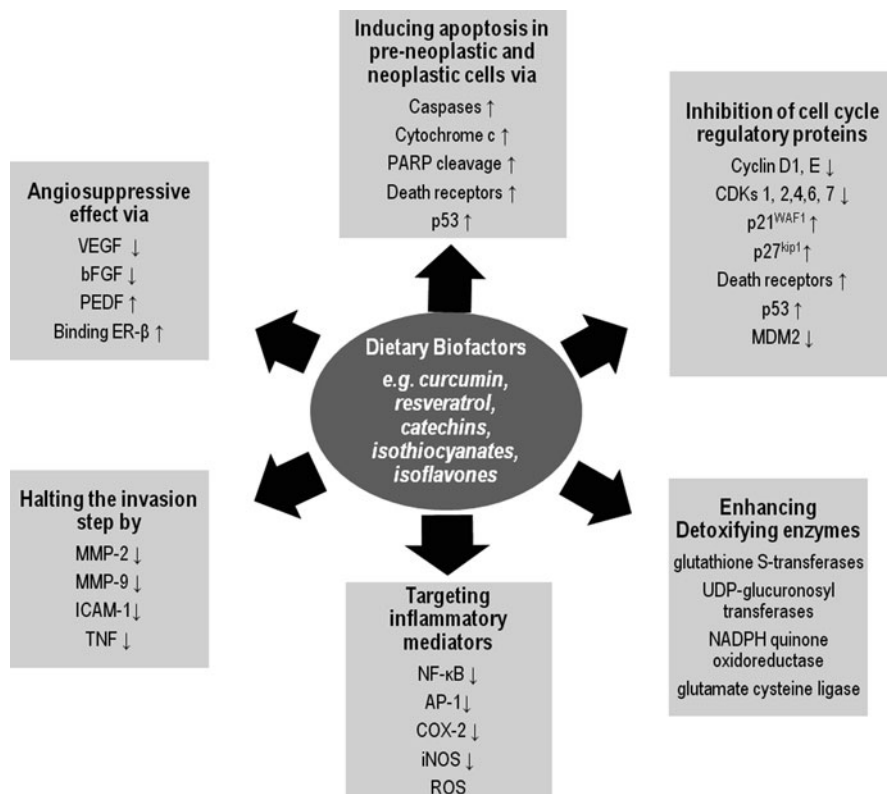 Inducing apoptosis in
pre-neoplastic and
neoplastic cells via
Caspases ↑
Cytochrome c ↑
PARP cleavage ↑
Death receptors ↑
p53 ↑
Inhibition of cell cycle
regulatory proteins
Cyclin D1, E ↓
CDKs 1, 2,4,6, 7 ↓
p21WAF1 ↑
p27kip1 ↑
Death receptors ↑
p53 ↑
MDM2 ↓
Angiosuppressive
effect via
VEGF ↓
bFGF ↓
PEDF ↑
Binding ER-β ↑
Dietary Biofactors
e.g. curcumin,
resveratrol,
catechins,
isothiocyanates,
isoflavones
Halting the invasion
step by
MMP-2 ↓
MMP-9 ↓
ICAM-1↓
TNF ↓
Targeting
inflammatory
mediators
NF-κB ↓
AP-1↓
COX-2 ↓
iNOS ↓
ROS
Enhancing
Detoxifying enzymes
glutathione S-transferases
UDP-glucuronosyl
transferases
NADPH quinone
oxidoreductase
glutamate cysteine ligase